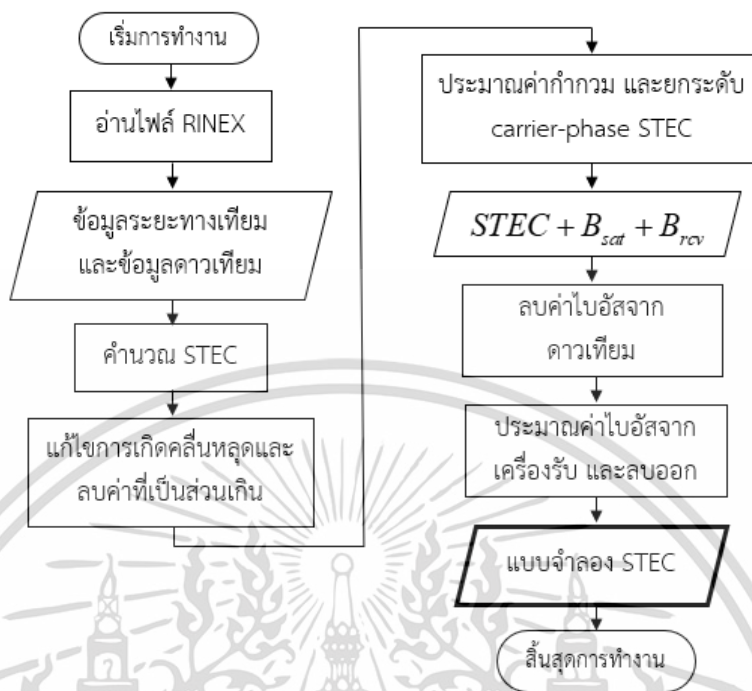 เริ่มการทำงาน
อ่านไฟล์ RINEX
ข้อมูลระยะทางเทียม
และข้อมูลดาวเทียม
คำนวณ STEC
แก้ไขการเกิดคลื่นหลุดและ
ลบค่าที่เป็นส่วนเกิน
ประมาณค่ากำกวม และยกระดับ
carrier-phase STEC
STEC + B_sat + B_rcv
ลบค่าไบอัสจาก
ดาวเทียม
ประมาณค่าไบอัสจาก
เครื่องรับ และลบออก
แบบจำลอง STEC
สิ้นสุดการทำงาน